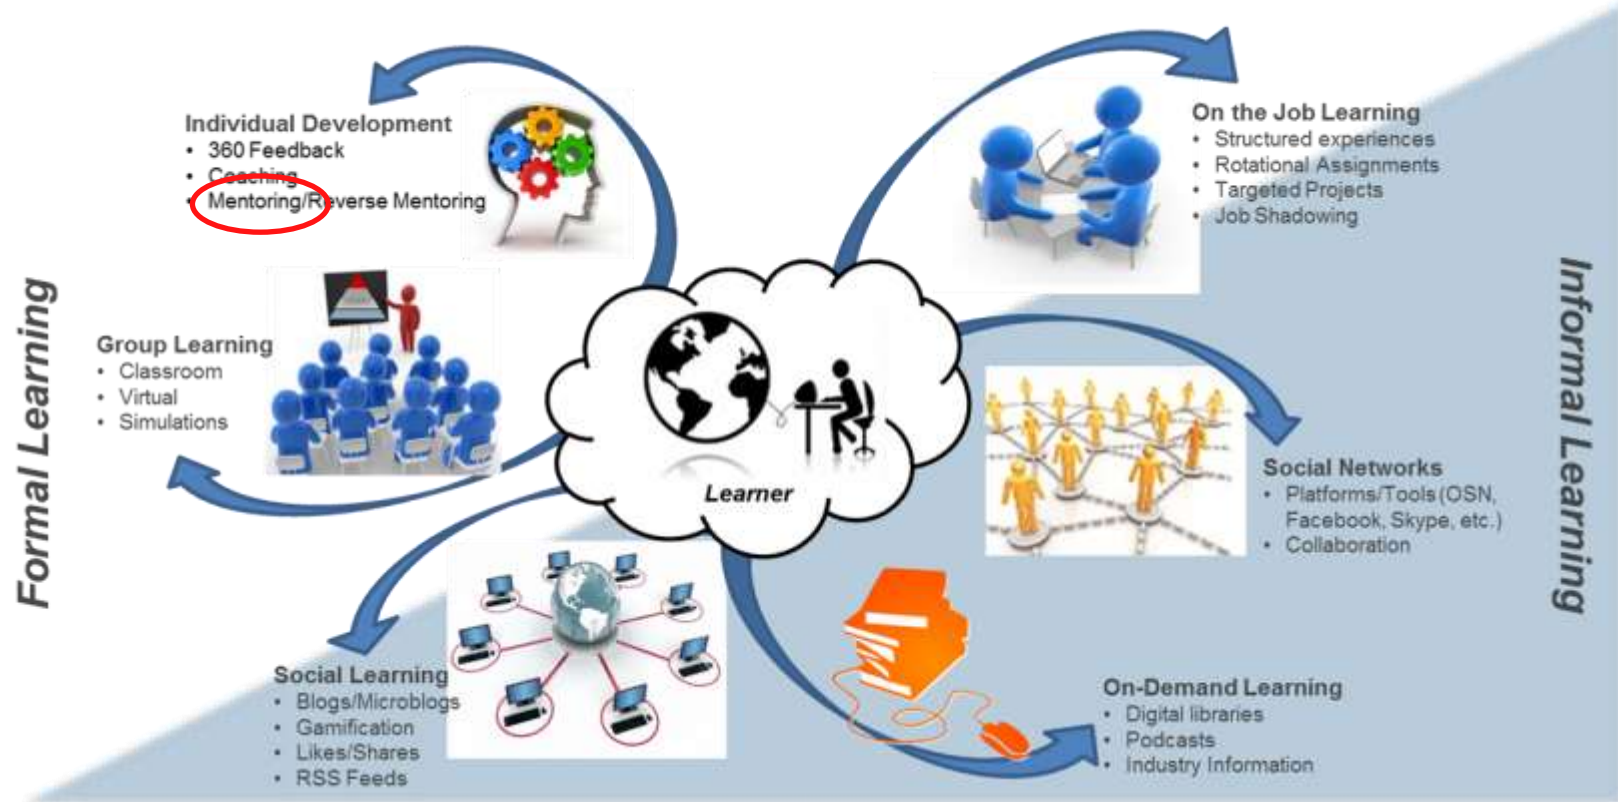 Individual Development
• 360 Feedback
• Coaching
• Mentoring/Reverse Mentoring
Group Learning
• Classroom
• Virtual
• Simulations
Social Learning
• Blogs/Microblogs
• Gamification
• Likes/Shares
• RSS Feeds
Formal Learning
Learner
On the Job Learning
• Structured experiences
• Rotational Assignments
• Targeted Projects
• Job Shadowing
Social Networks
• Platforms/Tools (OSN,
Facebook, Skype, etc.)
• Collaboration
On-Demand Learning
• Digital libraries
• Podcasts
• Industry Information
Informal Learning